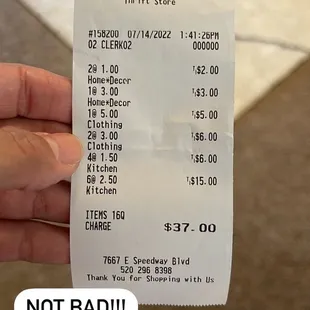 Thrift Store
#158200 07/14/2022 1:41:26PM
02 CLERK02 000000
2@ 1.00 T$2.00
Home*Decor
1@ 3.00 T$3.00
Home*Decor
1@ 5.00 T$5.00
Clothing
2@ 3.00 T$6.00
Clothing
4@ 1.50 T$6.00
Kitchen
6@ 2.50 T$15.00
Kitchen
ITEMS 16Q
CHARGE $37.00
7667 E Speedway Blvd
520 296 8398
Thank You for Shopping with Us
NOT BAD!!!